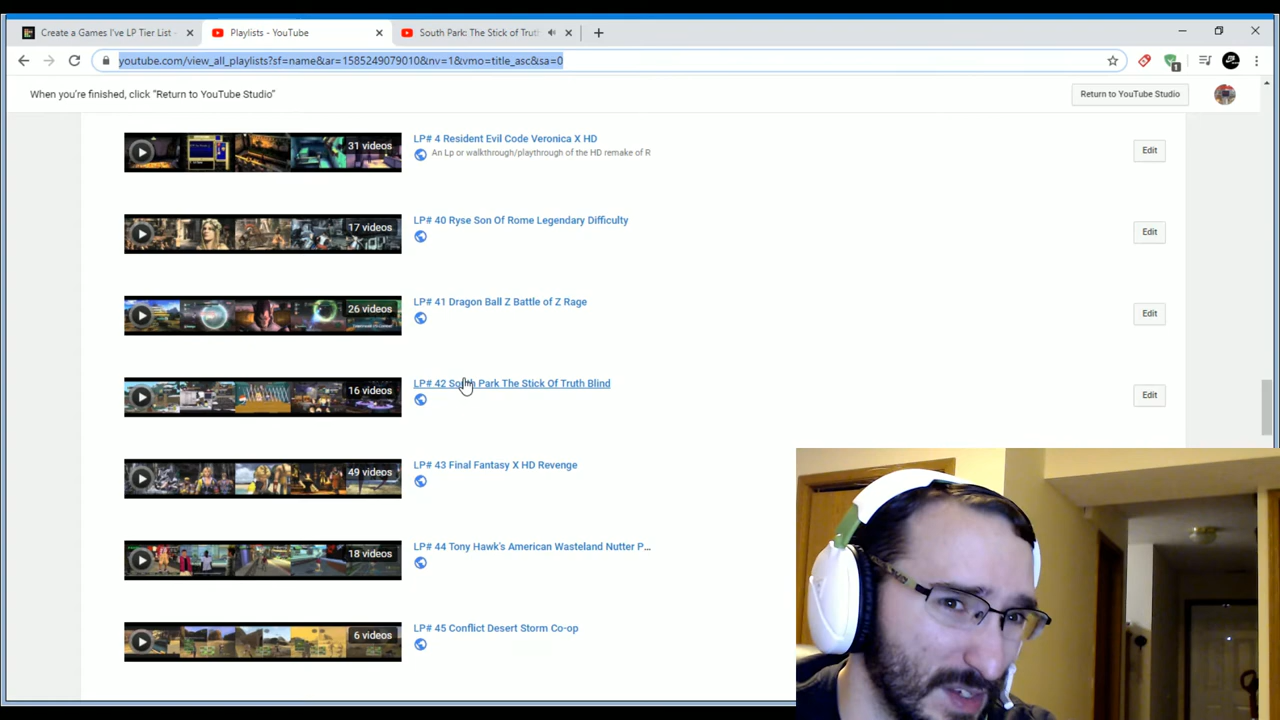 Create a Games I've LP Tier List -
Playlists - YouTube
South Park: The Stick of Trut
youtube.com/view_all_playlists?sf=name&ar=1585249079010&nv=1&vmo=title_asc&sa=0
1
When you're finished, click "Return to YouTube Studio"
Return to YouTube Studio
31 videos
LP# 4 Resident Evil Code Veronica X HD
An Lp or walkthrough/playthrough of the HD remake of R
Edit
17 videos
LP# 40 Ryse Son Of Rome Legendary Difficulty
Edit
26 videos
LP# 41 Dragon Ball Z Battle of Z Rage
Edit
16 videos
LP# 42 South Park The Stick Of Truth Blind
Edit
49 videos
LP# 43 Final Fantasy X HD Revenge
18 videos
LP# 44 Tony Hawk's American Wasteland Nutter P...
6 videos
LP# 45 Conflict Desert Storm Co-op